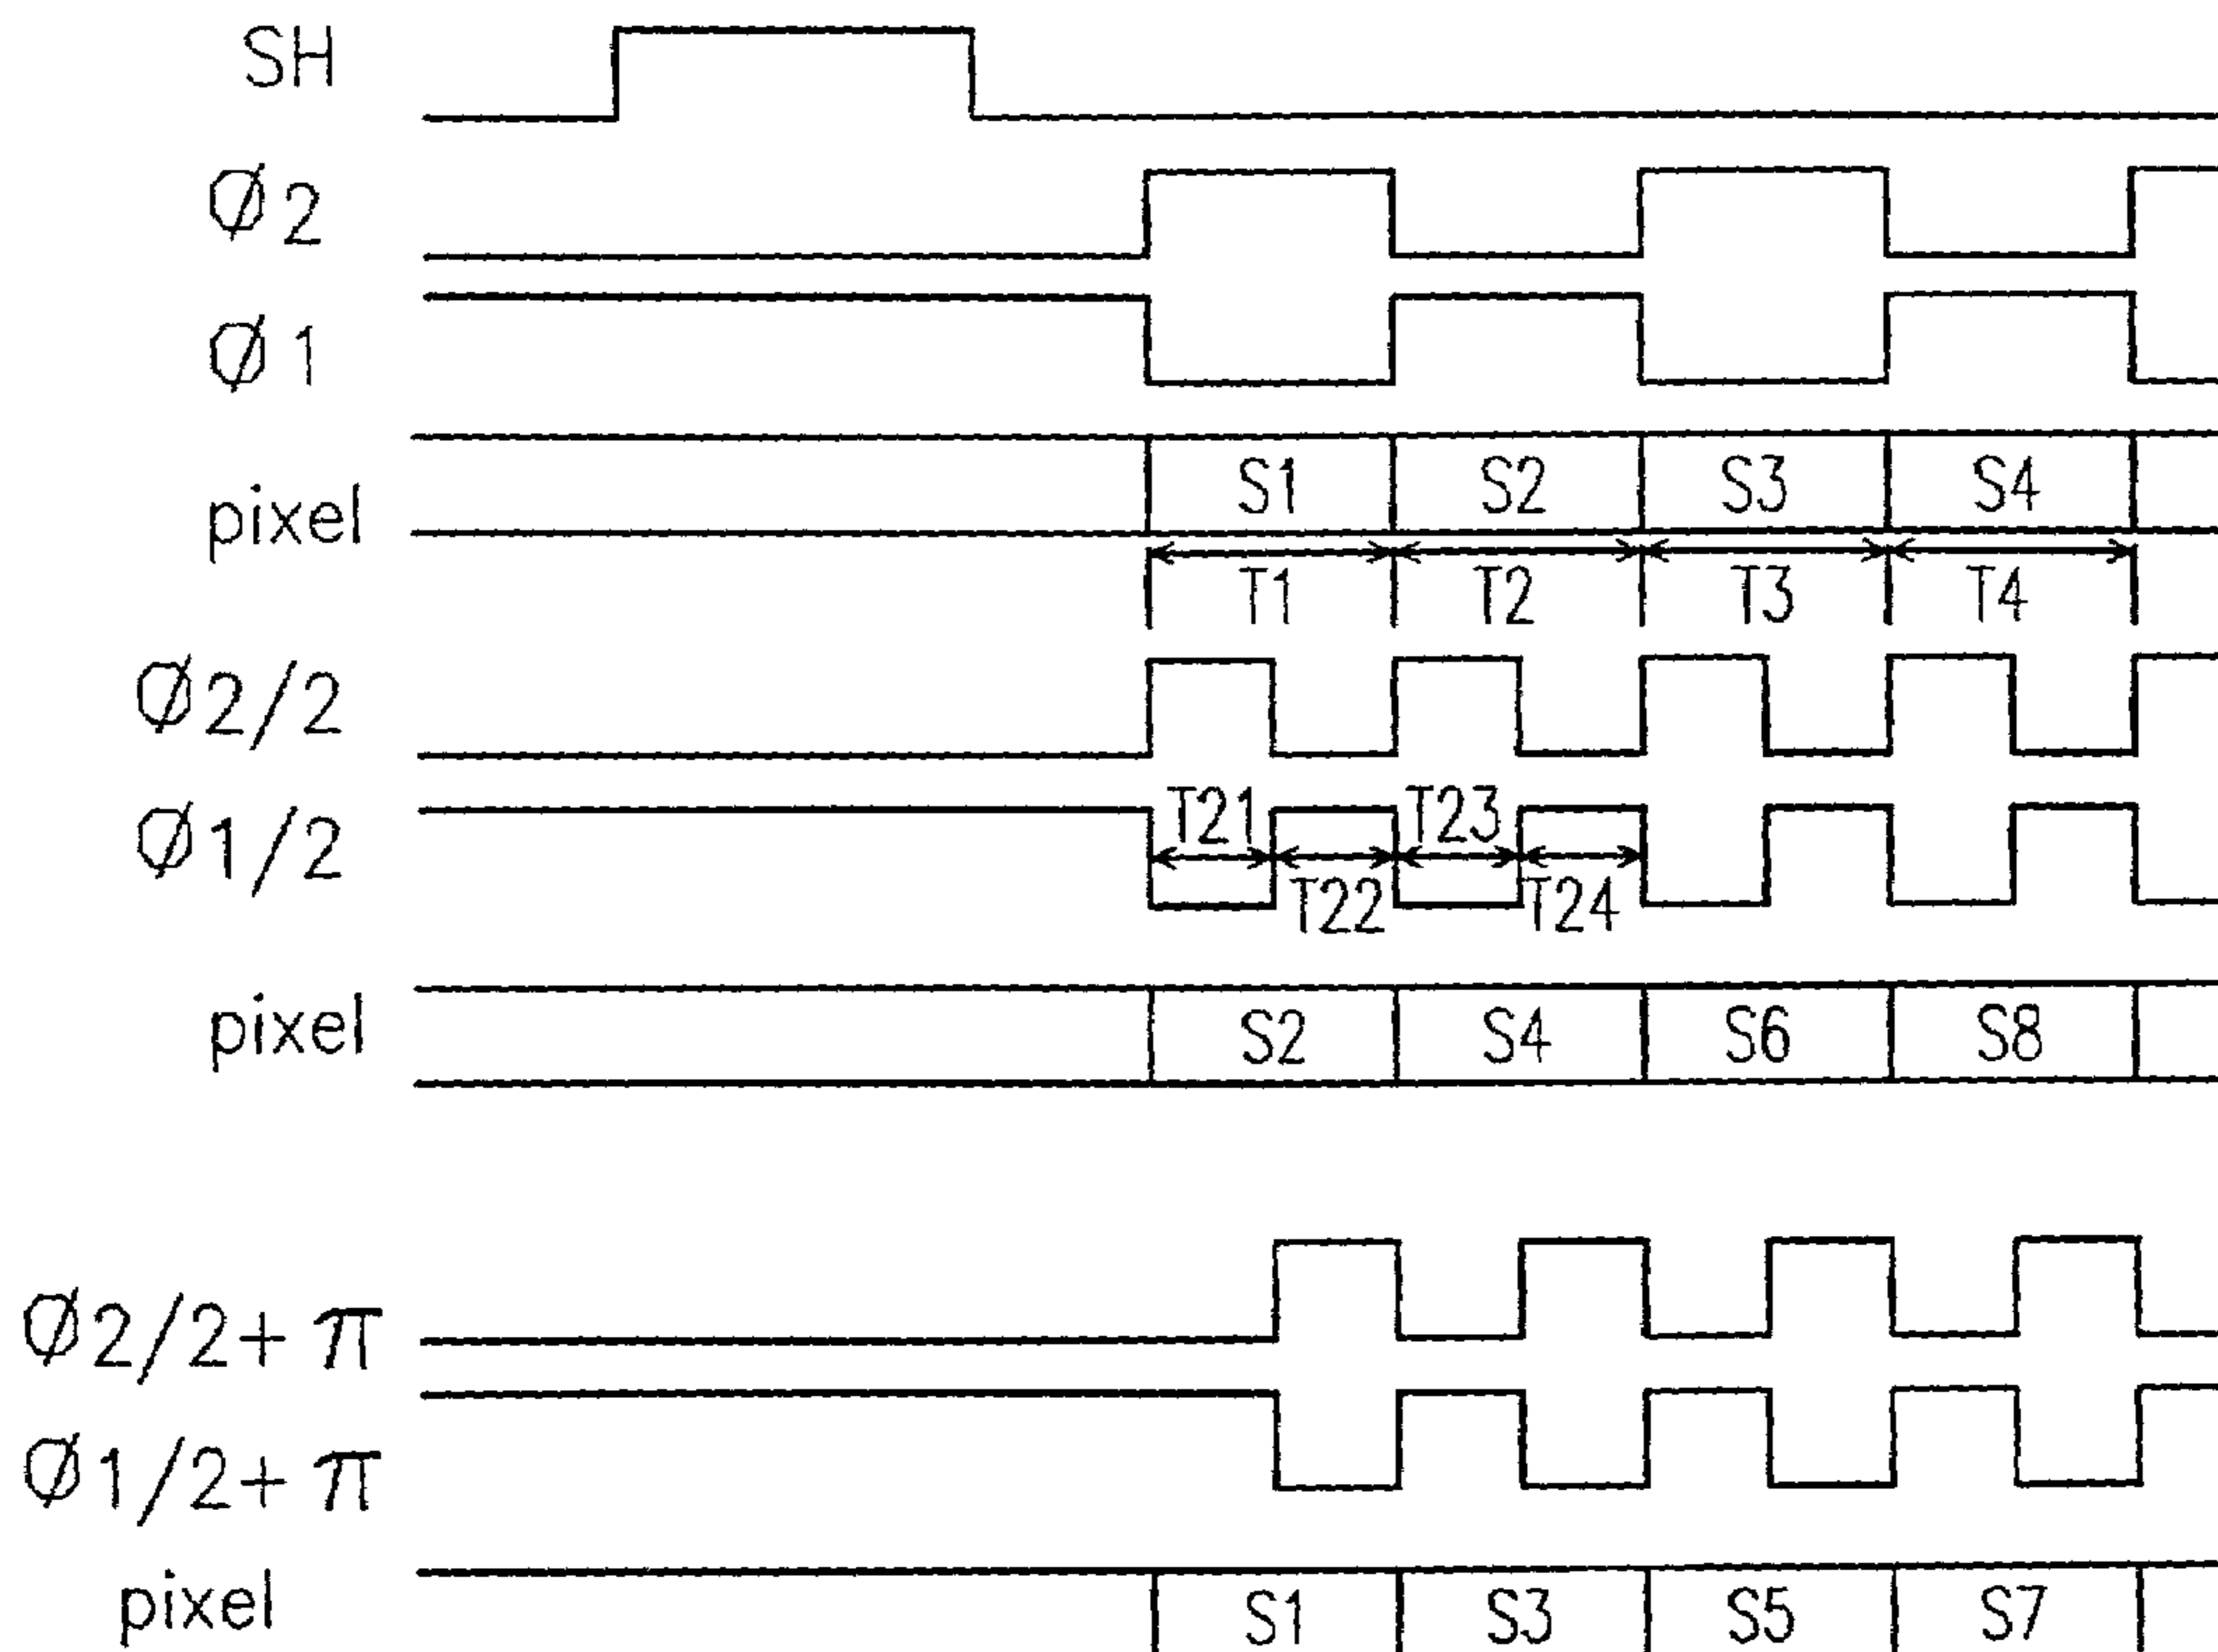 SH
Ø2
Ø1
pixel S1 S2 S3 S4
T1 T2 T3 T4
Ø2/2
Ø1/2 T21 T23
T22 T24
pixel S2 S4 S6 S8
Ø2/2+π
Ø1/2+π
pixel S1 S3 S5 S7